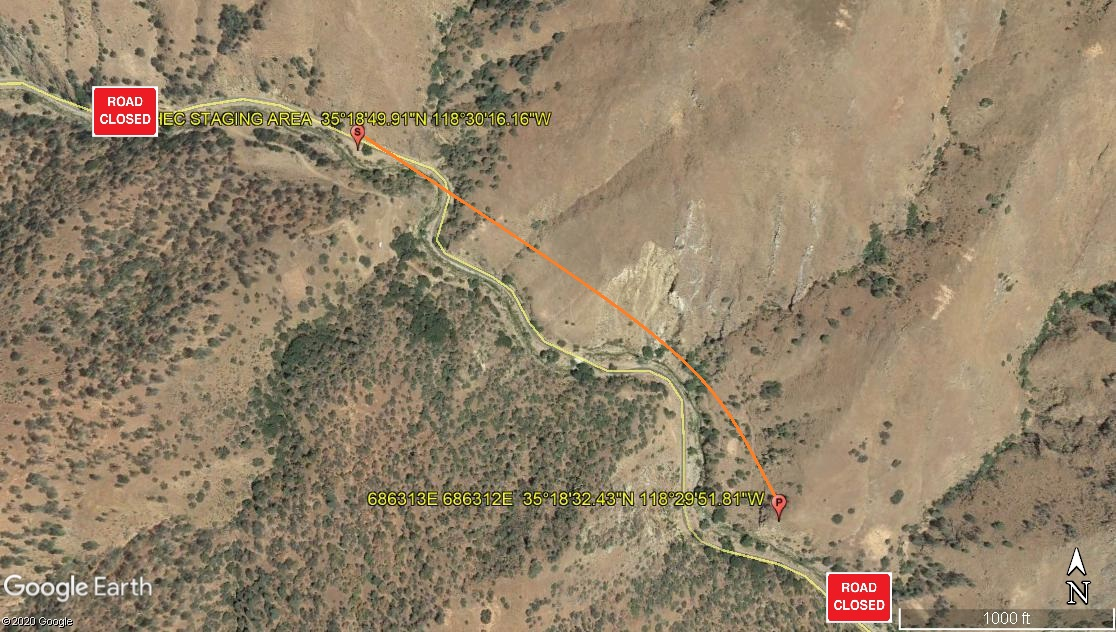 ROAD
CLOSED
HEC STAGING AREA 35°18'49.91"N 118°30'16.16"W
S
686313E 686312E 35°18'32.43"N 118°29'51.81"W
P
Google Earth
ROAD
CLOSED
N
1000 ft
©2020 Google